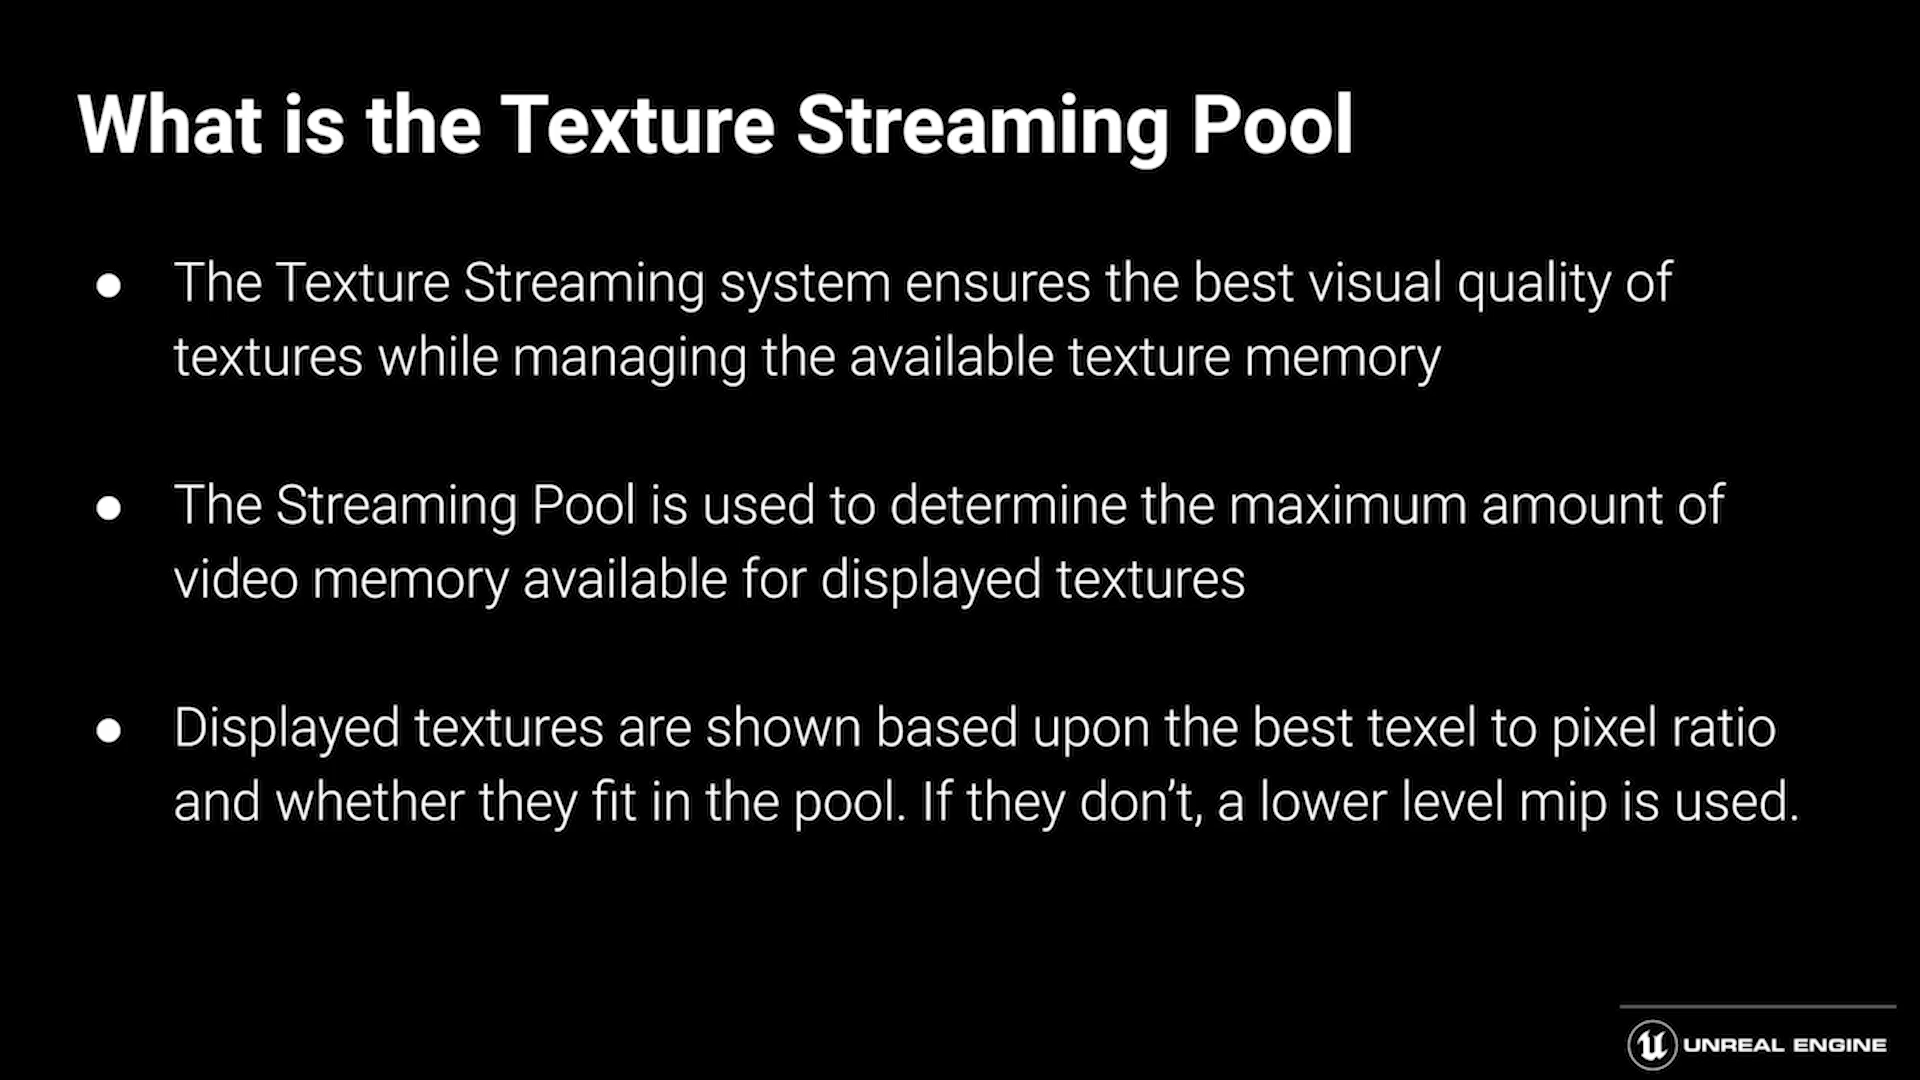 What is the Texture Streaming Pool
● The Texture Streaming system ensures the best visual quality of
textures while managing the available texture memory
● The Streaming Pool is used to determine the maximum amount of
video memory available for displayed textures
● Displayed textures are shown based upon the best texel to pixel ratio
and whether they fit in the pool. If they don’t, a lower level mip is used.
UNREAL ENGINE